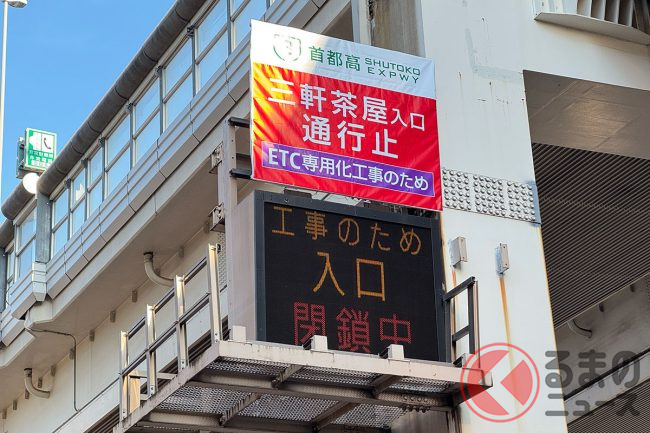 首都高 SHUTOKO
EXPWY
三軒茶屋入口
通行止
ETC専用化工事のため
工事のため
入口
閉鎖中
くるまの
ニュース